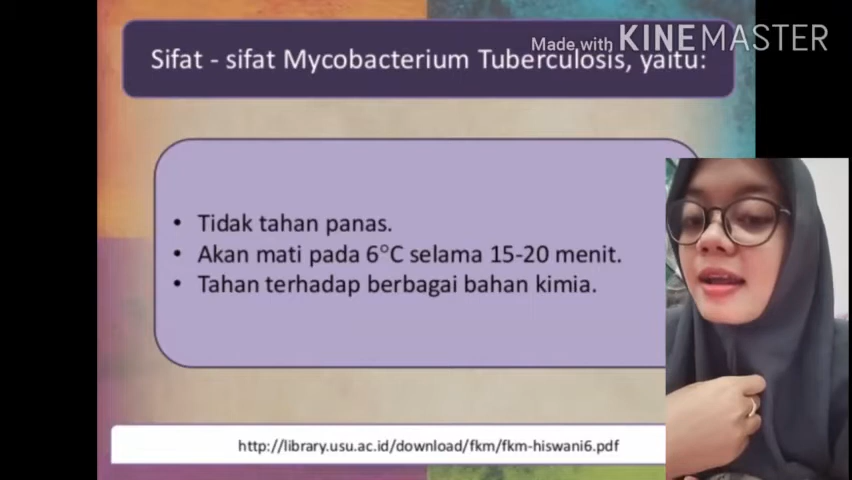 Made with KINEMASTER
Sifat - sifat Mycobacterium Tuberculosis, yaitu:
• Tidak tahan panas.
• Akan mati pada 6°C selama 15-20 menit.
• Tahan terhadap berbagai bahan kimia.
http://library.usu.ac.id/download/fkm/fkm-hiswani6.pdf